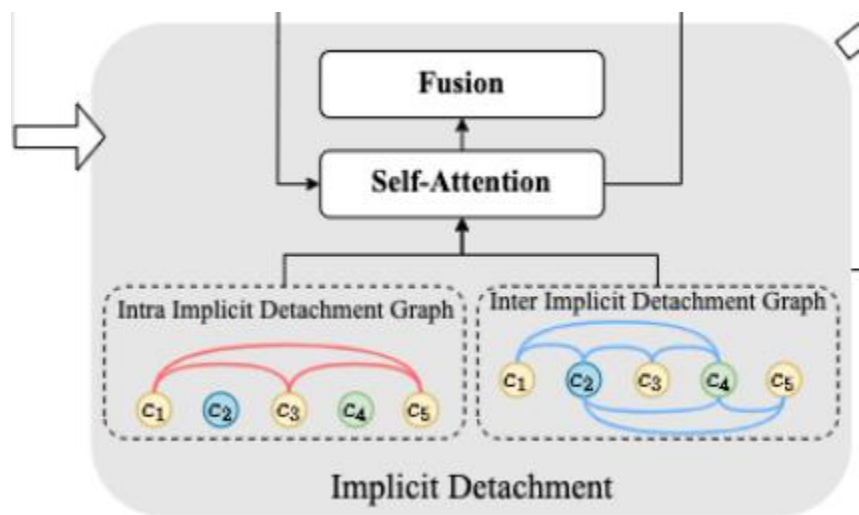 Fusion
Self-Attention
Intra Implicit Detachment Graph
c₁ c₂ c₃ c₄ c₅
Inter Implicit Detachment Graph
c₁ c₂ c₃ c₄ c₅
Implicit Detachment